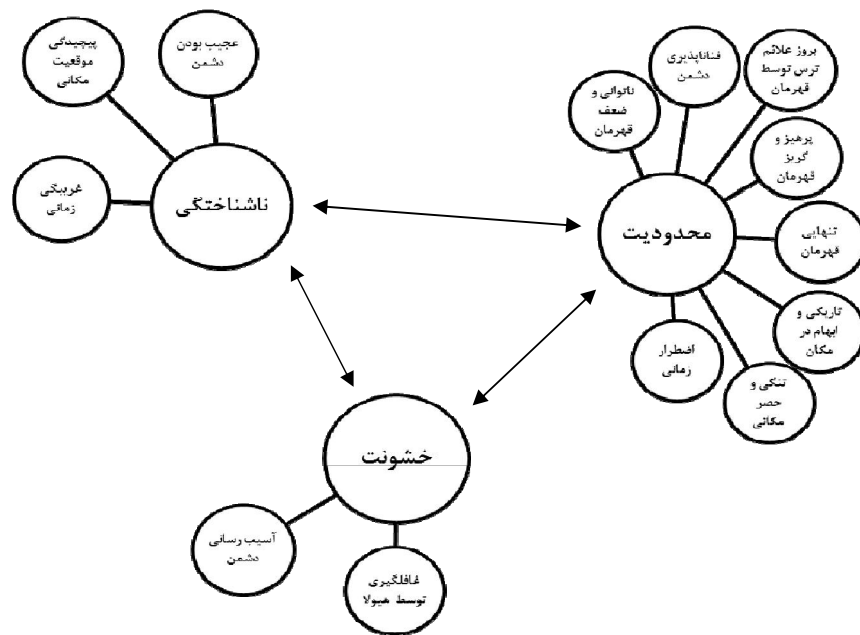 عجیب بودن
دشمن
پیچیدگی
موقعیت
مکانی
غریبگی
زمانی
ناشناختگی
بروز علائم
ترس توسط
قهرمان
فناناپذیری
دشمن
ناتوانی و
ضعف
قهرمان
پرهیز و
گریز
قهرمان
تنهایی
قهرمان
تاریکی و
ابهام در
مکان
تنگی و
حصر
مکانی
اضطرار
زمانی
محدودیت
خشونت
آسیب رسانی
دشمن
غافلگیری
توسط هیولا